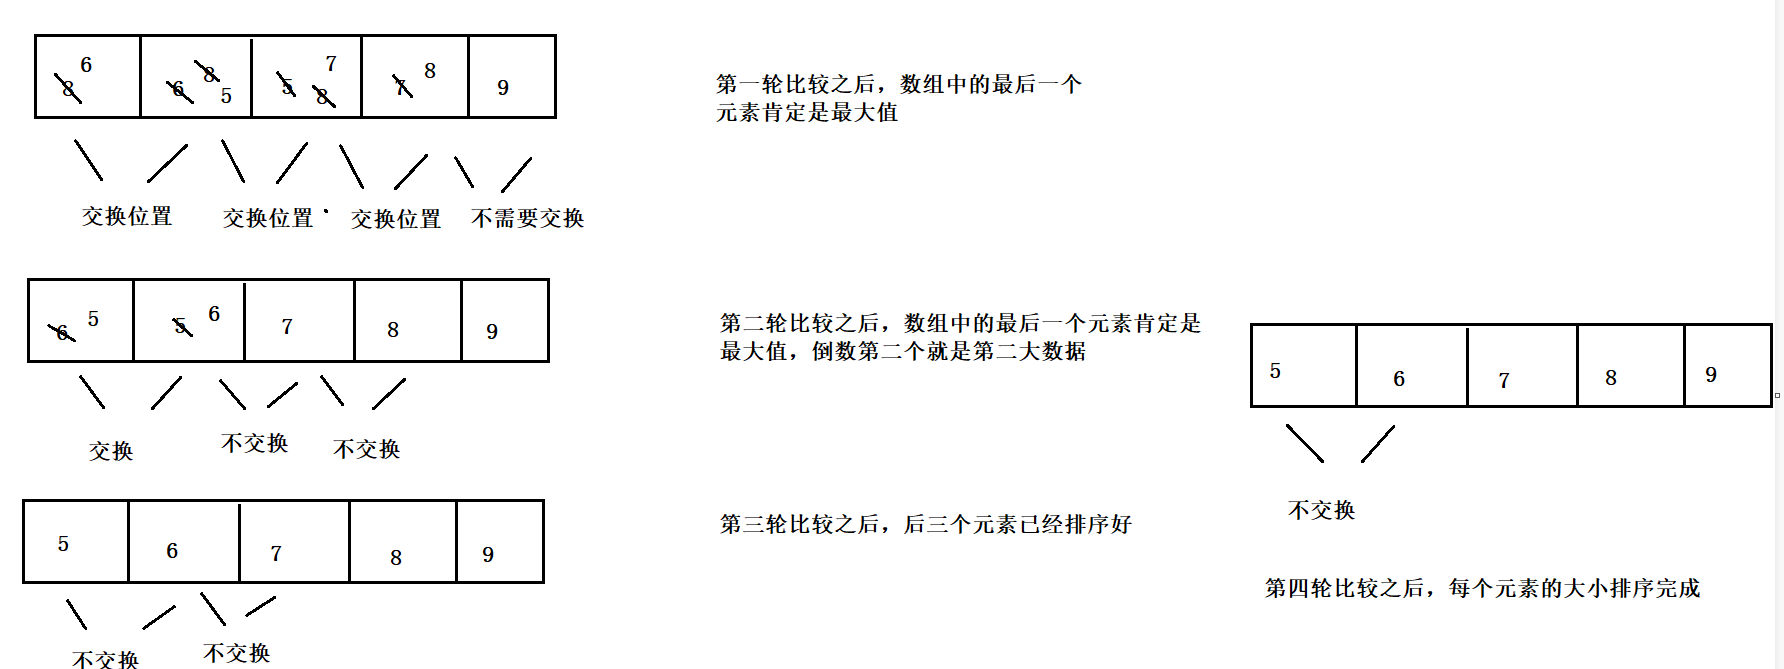 6 8 7 8
8 6 5 5 8 7 9
第一轮比较之后，数组中的最后一个
元素肯定是最大值
交换位置 交换位置 交换位置 不需要交换
6 5 5 6 7 8 9
第二轮比较之后，数组中的最后一个元素肯定是
最大值，倒数第二个就是第二大数据
交换 不交换 不交换
5 6 7 8 9
第三轮比较之后，后三个元素已经排序好
不交换 不交换
5 6 7 8 9
不交换
第四轮比较之后，每个元素的大小排序完成